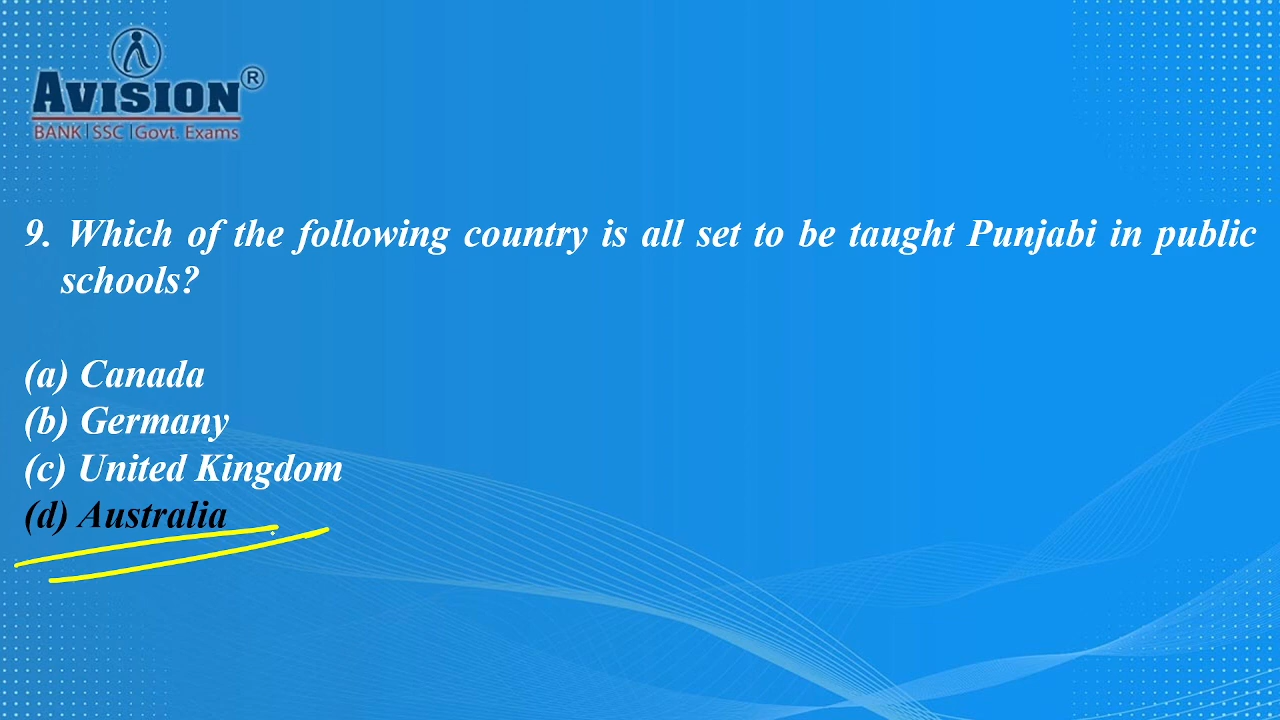 AVISION®
BANK|SSC|Govt. Exams
9. Which of the following country is all set to be taught Punjabi in public
schools?
(a) Canada
(b) Germany
(c) United Kingdom
(d) Australia